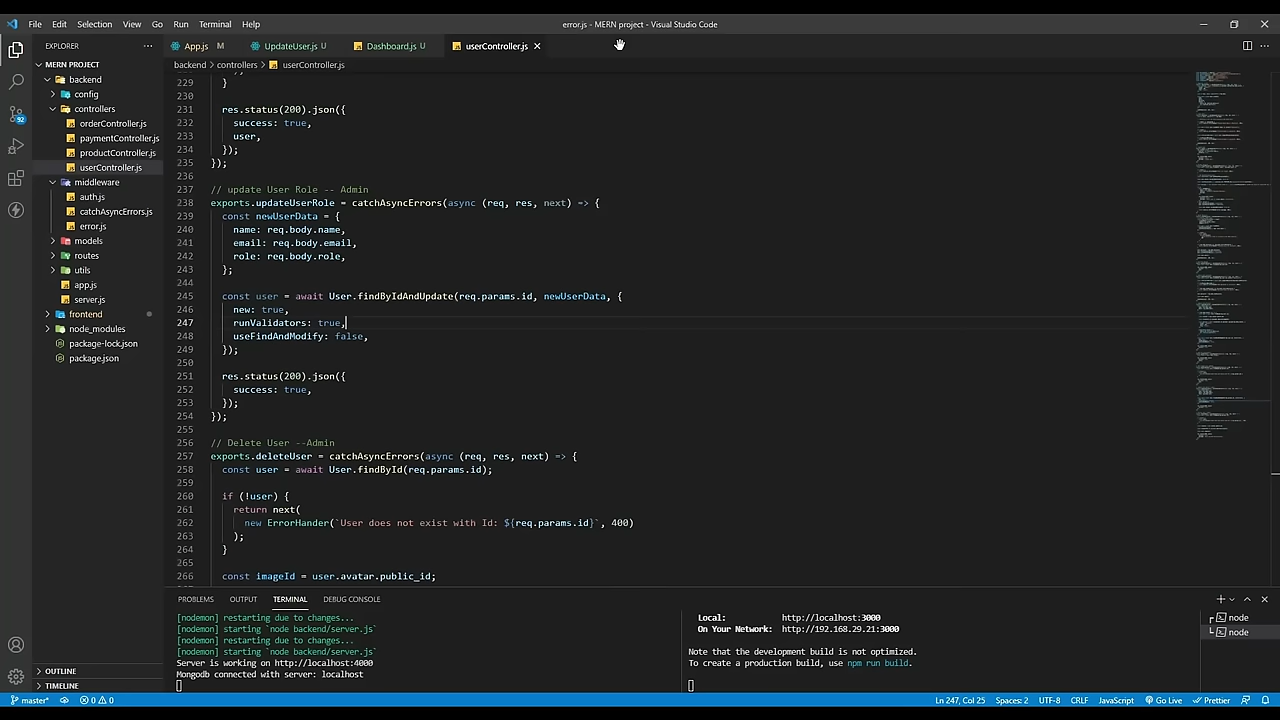 File Edit Selection View Go Run Terminal Help
error.js - MERN project - Visual Studio Code
EXPLORER
App.js M
UpdateUser.js U
Dashboard.js U
userController.js
MERN PROJECT
backend
config
controllers
orderController.js
paymentController.js
productController.js
userController.js
middleware
auth.js
catchAsyncErrors.js
error.js
models
routes
utils
app.js
server.js
frontend
node_modules
package-lock.json
package.json
OUTLINE
TIMELINE
92
backend > controllers > userController.js
229 }
230
231 res.status(200).json({
232 success: true,
233 user,
234 });
235 });
236
237 // update User Role -- Admin
238 exports.updateUserRole = catchAsyncErrors(async (req, res, next) => {
239 const newUserData = {
240 name: req.body.name,
241 email: req.body.email,
242 role: req.body.role,
243 };
244
245 const user = await User.findByIdAndUpdate(req.params.id, newUserData, {
246 new: true,
247 runValidators: true,
248 useFindAndModify: false,
249 });
250
251 res.status(200).json({
252 success: true,
253 });
254 });
255
256 // Delete User --Admin
257 exports.deleteUser = catchAsyncErrors(async (req, res, next) => {
258 const user = await User.findById(req.params.id);
259
260 if (!user) {
261 return next(
262 new ErrorHander(`User does not exist with Id: ${req.params.id}`, 400)
263 );
264 }
265
266 const imageId = user.avatar.public_id;
PROBLEMS OUTPUT TERMINAL DEBUG CONSOLE
[nodemon] restarting due to changes...
[nodemon] starting `node backend/server.js`
[nodemon] restarting due to changes...
[nodemon] starting `node backend/server.js`
Server is working on http://localhost:4000
Mongodb connected with server: localhost
Local: http://localhost:3000
On Your Network: http://192.168.29.21:3000
Note that the development build is not optimized.
To create a production build, use npm run build.
node
node
master* 0 0
Ln 247, Col 25 Spaces: 2 UTF-8 CRLF JavaScript Go Live Prettier